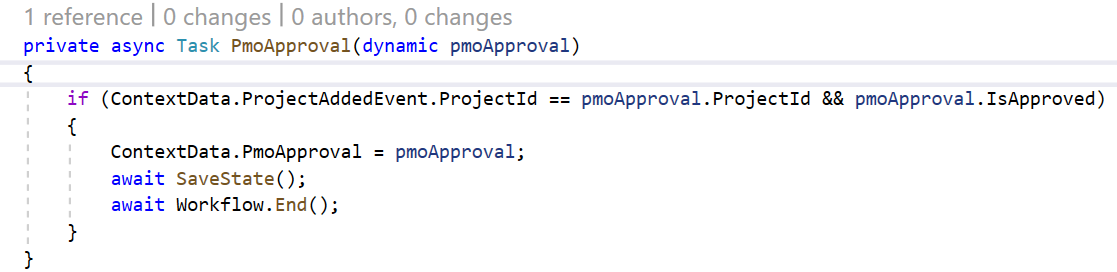 1 reference | 0 changes | 0 authors, 0 changes
private async Task PmoApproval(dynamic pmoApproval)
{
    if (ContextData.ProjectAddedEvent.ProjectId == pmoApproval.ProjectId && pmoApproval.IsApproved)
    {
        ContextData.PmoApproval = pmoApproval;
        await SaveState();
        await Workflow.End();
    }
}